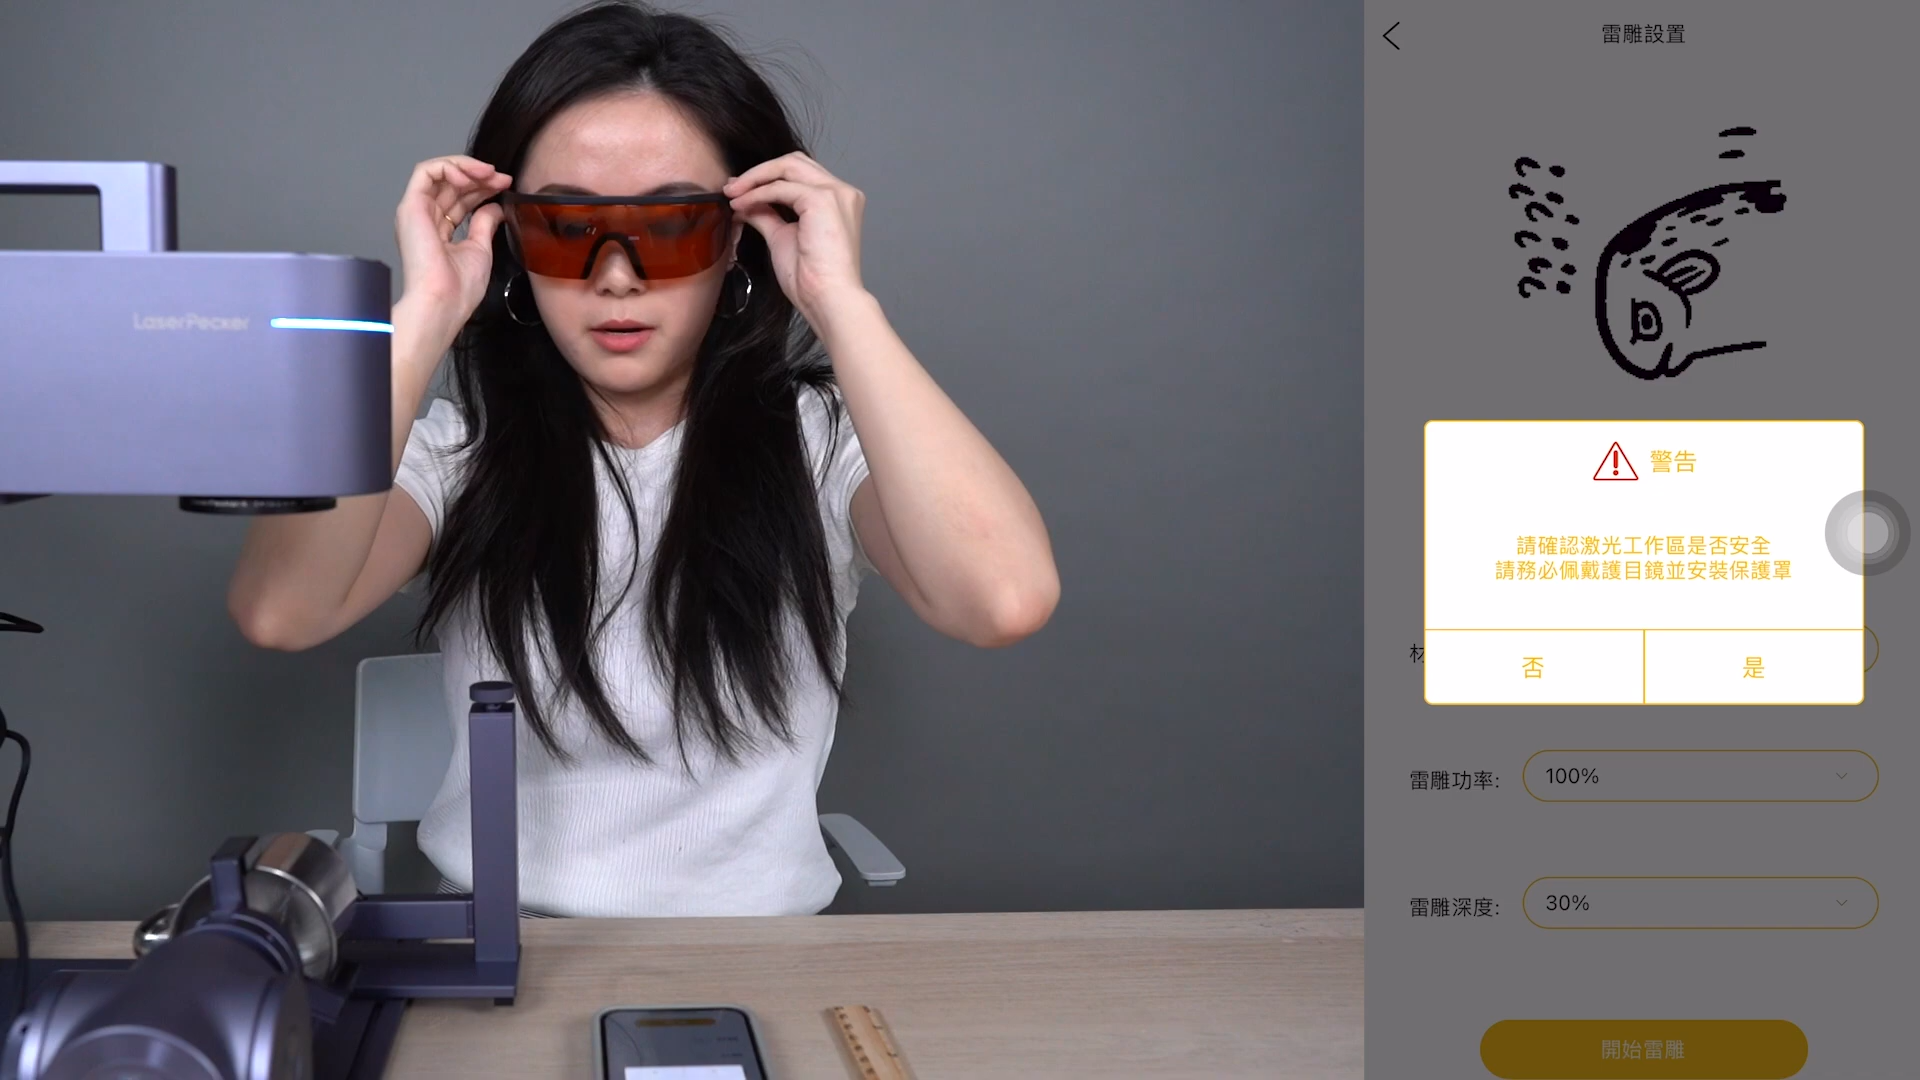 LaserPecker
雷雕設置
警告
請確認激光工作區是否安全
請務必佩戴護目鏡並安裝保護罩
否
是
材
雷雕功率:
100%
雷雕深度:
30%
開始雷雕